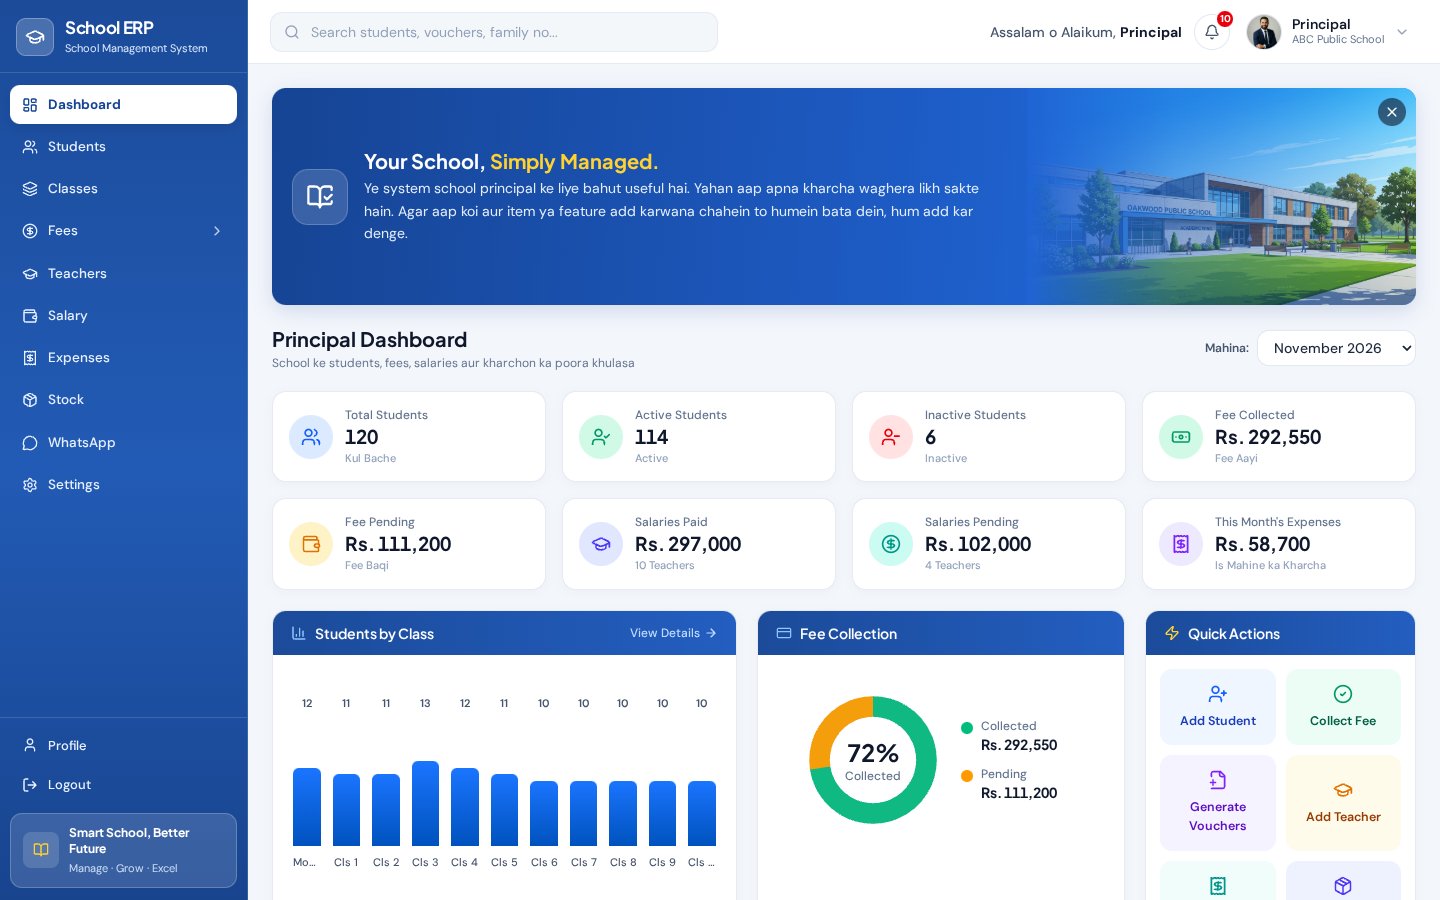 School ERP
School Management System
Dashboard
Students
Classes
Fees
Teachers
Salary
Expenses
Stock
WhatsApp
Settings
Profile
Logout
Smart School, Better
Future
Manage · Grow · Excel
Search students, vouchers, family no...
Assalam o Alaikum, Principal
10
Principal
ABC Public School
Your School, Simply Managed.
Ye system school principal ke liye bahut useful hai. Yahan aap apna kharcha waghera likh sakte
hain. Agar aap koi aur item ya feature add karwana chahein to humein bata dein, hum add kar
denge.
OAKWOOD PUBLIC SCHOOL
Principal Dashboard
School ke students, fees, salaries aur kharchon ka poora khulasa
Mahina:
November 2026
Total Students
120
Kul Bache
Active Students
114
Active
Inactive Students
6
Inactive
Fee Collected
Rs. 292,550
Fee Aayi
Fee Pending
Rs. 111,200
Fee Baqi
Salaries Paid
Rs. 297,000
10 Teachers
Salaries Pending
Rs. 102,000
4 Teachers
This Month's Expenses
Rs. 58,700
Is Mahine ka Kharcha
Students by Class
View Details
12 11 11 13 12 11 10 10 10 10 10
Mo... Cls 1 Cls 2 Cls 3 Cls 4 Cls 5 Cls 6 Cls 7 Cls 8 Cls 9 Cls ...
Fee Collection
72%
Collected
Collected
Rs. 292,550
Pending
Rs. 111,200
Quick Actions
Add Student
Collect Fee
Generate
Vouchers
Add Teacher